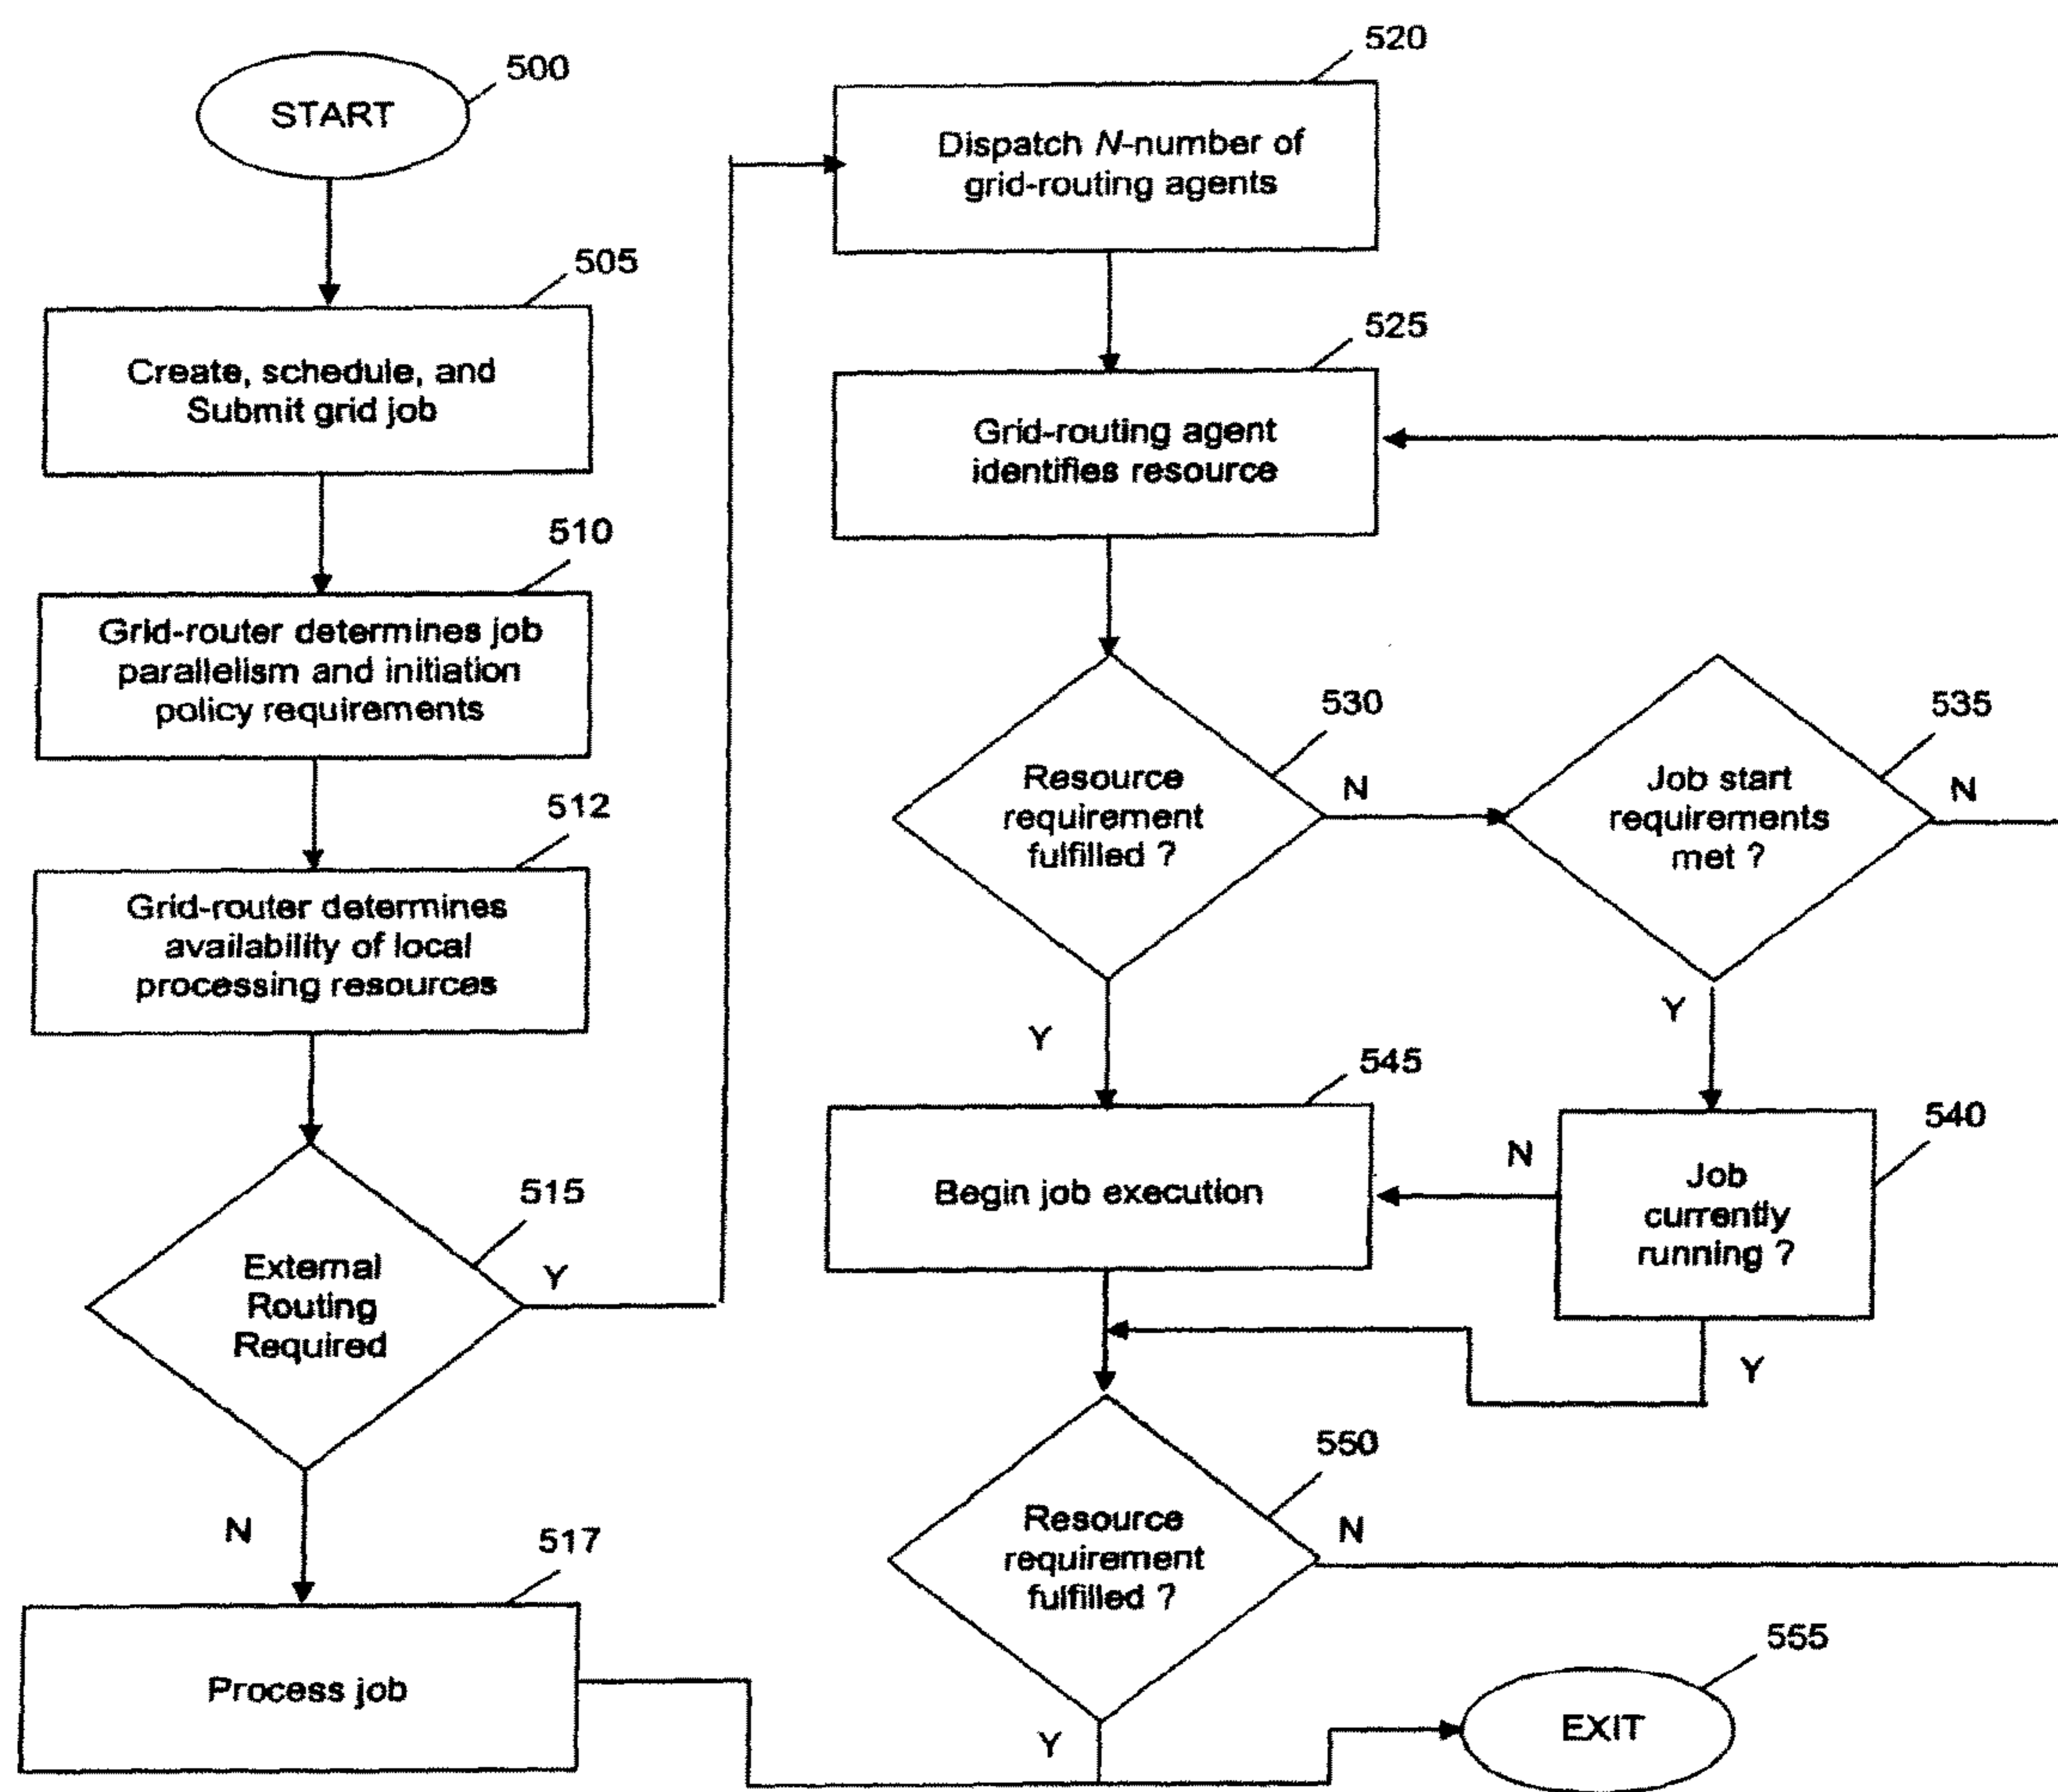 500
START
505
Create, schedule, and
Submit grid job
510
Grid-router determines job
parallelism and initiation
policy requirements
512
Grid-router determines
availability of local
processing resources
515
External
Routing
Required
Y
N
517
Process job
520
Dispatch N-number of
grid-routing agents
525
Grid-routing agent
identifies resource
530
Resource
requirement
fulfilled ?
N
Y
535
Job start
requirements
met ?
N
Y
540
Job
currently
running ?
N
Y
545
Begin job execution
550
Resource
requirement
fulfilled ?
N
Y
555
EXIT